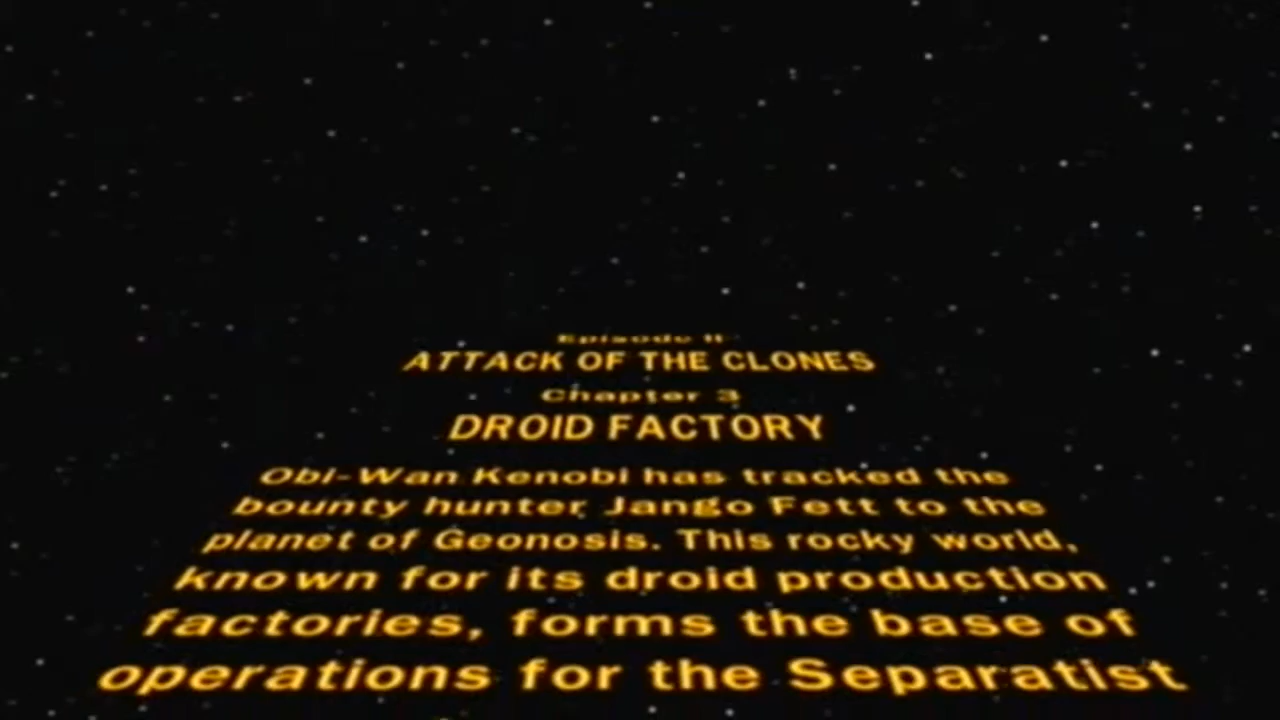 Episode II
ATTACK OF THE CLONES
Chapter 3
DROID FACTORY
Obi-Wan Kenobi has tracked the
bounty hunter Jango Fett to the
planet of Geonosis. This rocky world,
known for its droid production
factories, forms the base of
operations for the Separatist